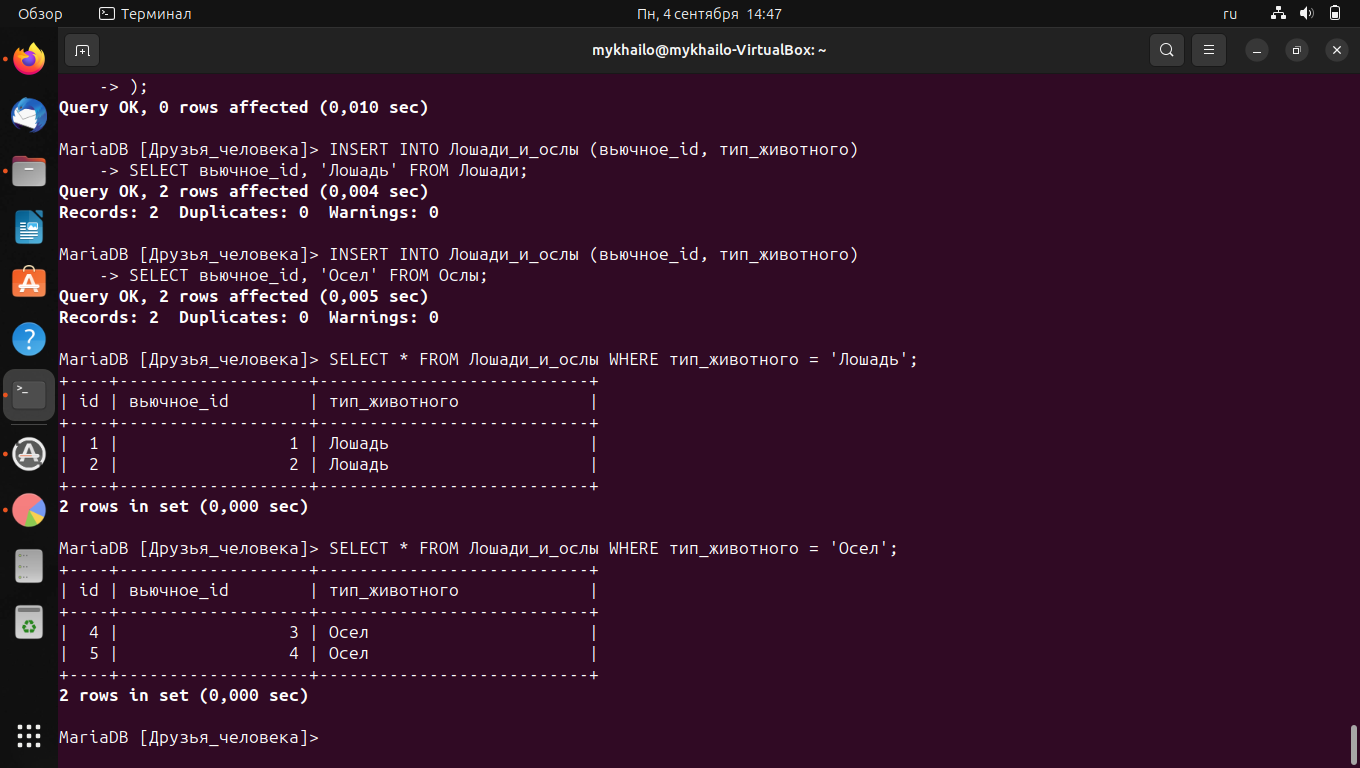 Обзор Терминал Пн, 4 сентября 14:47 ru
mykhailo@mykhailo-VirtualBox: ~
-> );
Query OK, 0 rows affected (0,010 sec)
MariaDB [Друзья_человека]> INSERT INTO Лошади_и_ослы (вьючное_id, тип_животного)
-> SELECT вьючное_id, 'Лошадь' FROM Лошади;
Query OK, 2 rows affected (0,004 sec)
Records: 2  Duplicates: 0  Warnings: 0
MariaDB [Друзья_человека]> INSERT INTO Лошади_и_ослы (вьючное_id, тип_животного)
-> SELECT вьючное_id, 'Осел' FROM Ослы;
Query OK, 2 rows affected (0,005 sec)
Records: 2  Duplicates: 0  Warnings: 0
MariaDB [Друзья_человека]> SELECT * FROM Лошади_и_ослы WHERE тип_животного = 'Лошадь';
+----+-------------------+---------------------------+
| id | вьючное_id        | тип_животного             |
+----+-------------------+---------------------------+
|  1 |                 1 | Лошадь                    |
|  2 |                 2 | Лошадь                    |
+----+-------------------+---------------------------+
2 rows in set (0,000 sec)
MariaDB [Друзья_человека]> SELECT * FROM Лошади_и_ослы WHERE тип_животного = 'Осел';
+----+-------------------+---------------------------+
| id | вьючное_id        | тип_животного             |
+----+-------------------+---------------------------+
|  4 |                 3 | Осел                      |
|  5 |                 4 | Осел                      |
+----+-------------------+---------------------------+
2 rows in set (0,000 sec)
MariaDB [Друзья_человека]>